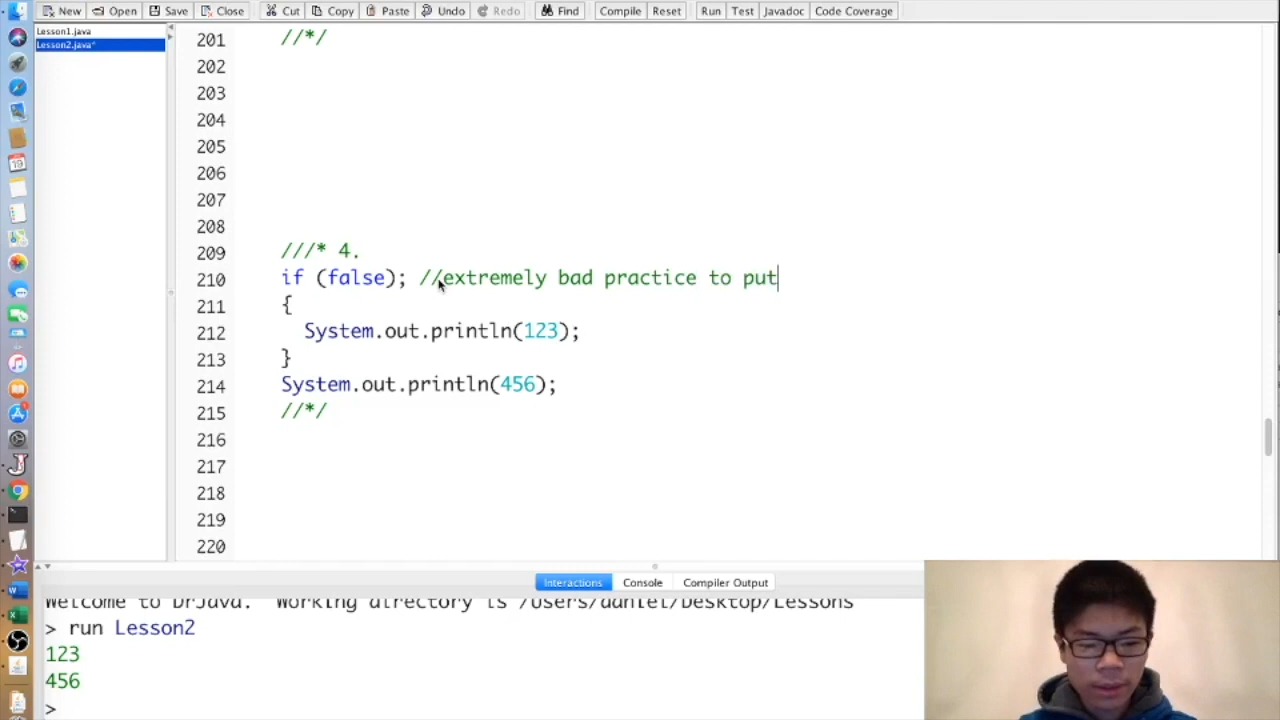 New Open Save Close Cut Copy Paste Undo Redo Find Compile Reset Run Test Javadoc Code Coverage
Lesson1.java
Lesson2.java*
201 //*/
202
203
204
205
206
207
208
209 ///* 4.
210 if (false); //extremely bad practice to put
211 {
212 System.out.println(123);
213 }
214 System.out.println(456);
215 //*/
216
217
218
219
220
Interactions Console Compiler Output
Welcome to DrJava. Working directory is /Users/daniel/Desktop/Lessons
> run Lesson2
123
456
>